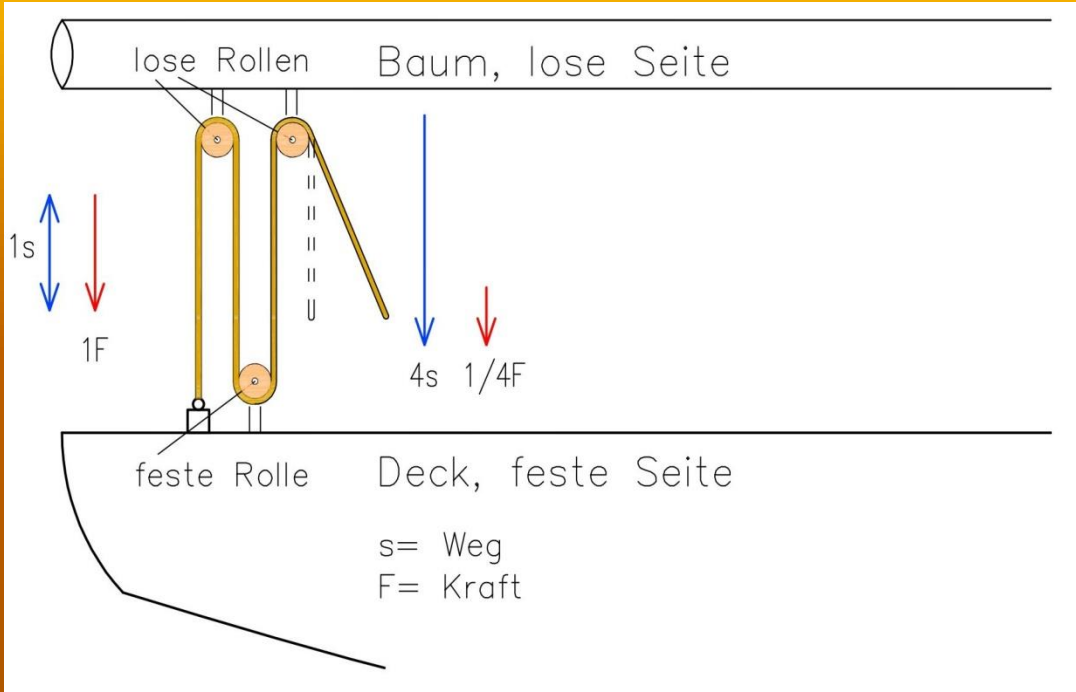 lose Rollen
Baum, lose Seite
1s
1F
4s
1/4F
feste Rolle
Deck, feste Seite
s= Weg
F= Kraft